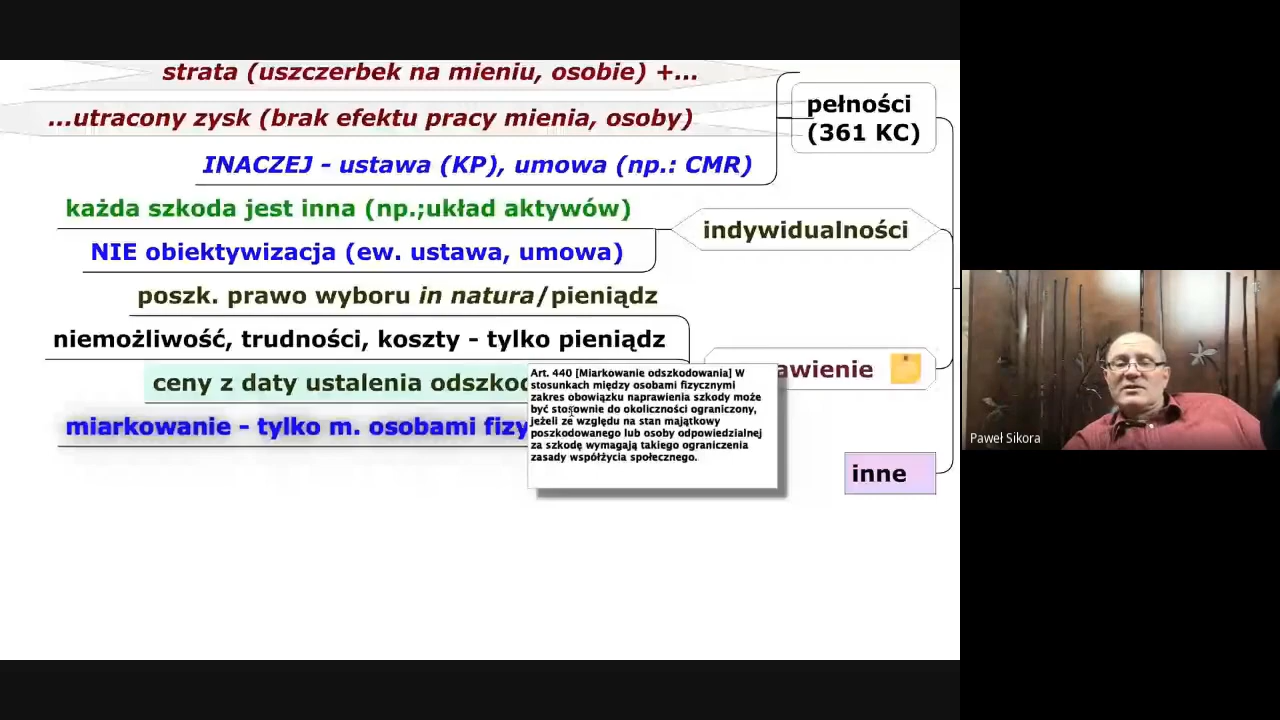 strata (uszczerbek na mieniu, osobie) +...
...utracony zysk (brak efektu pracy mienia, osoby)
pełności
(361 KC)
INACZEJ - ustawa (KP), umowa (np.: CMR)
każda szkoda jest inna (np.;układ aktywów)
indywidualności
NIE obiektywizacja (ew. ustawa, umowa)
poszk. prawo wyboru in natura/pieniądz
niemożliwość, trudności, koszty - tylko pieniądz
awienie
ceny z daty ustalenia odszkod
miarkowanie - tylko m. osobami fizy
Art. 440 [Miarkowanie odszkodowania] W
stosunkach między osobami fizycznymi
zakres obowiązku naprawienia szkody może
być stosownie do okoliczności ograniczony,
jeżeli ze względu na stan majątkowy
poszkodowanego lub osoby odpowiedzialnej
za szkodę wymagają takiego ograniczenia
zasady współżycia społecznego.
inne
Paweł Sikora